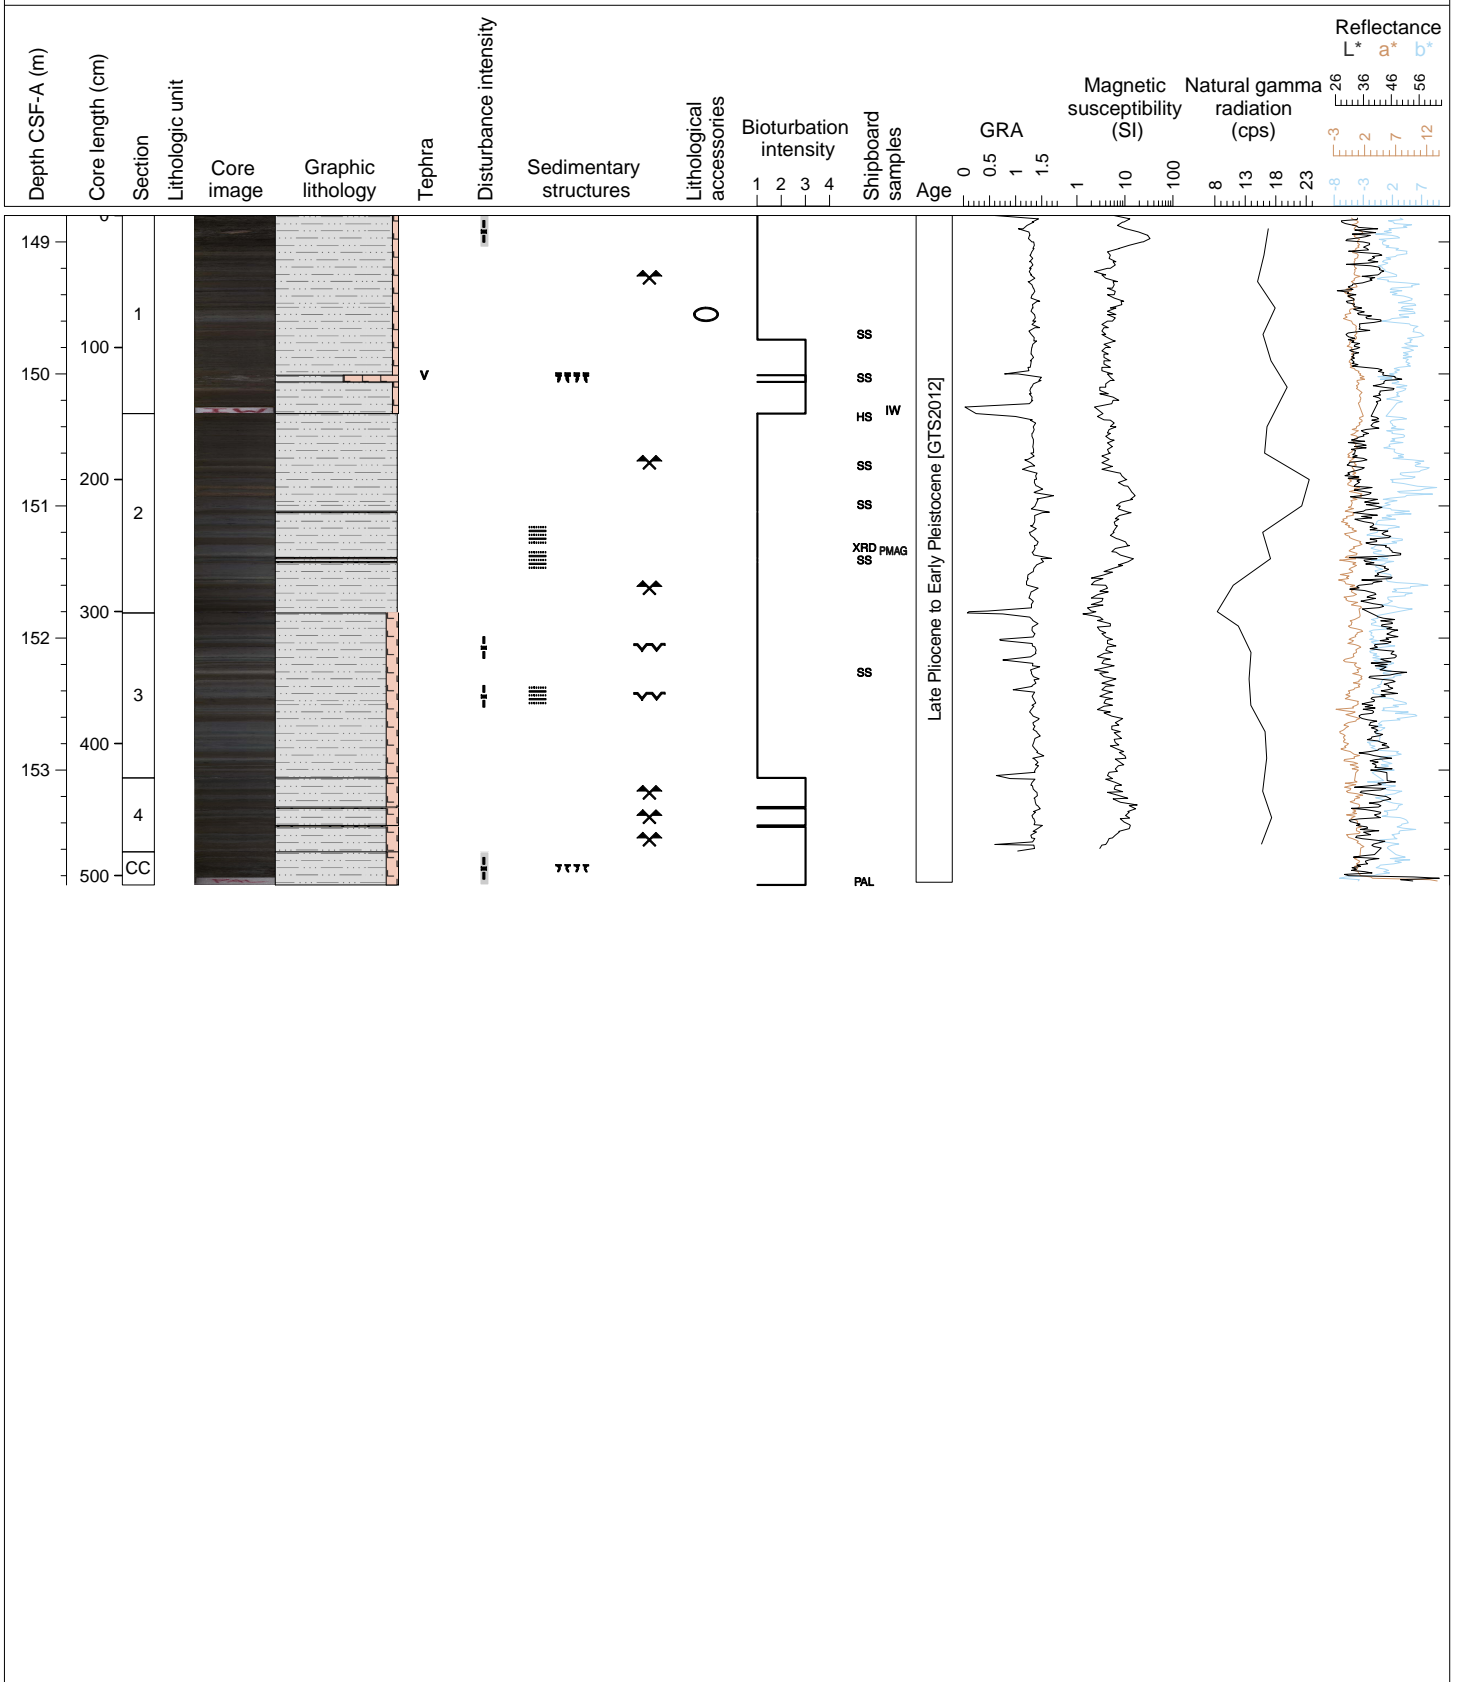 Depth CSF-A (m)
Core length (cm)
Section
Lithologic unit
Core
image
Graphic
lithology
Tephra
Disturbance intensity
Sedimentary
structures
Lithological
accessories
Bioturbation
intensity
1 2 3 4
Shipboard
samples
Age
GRA
0 0.5 1 1.5
Magnetic
susceptibility
(SI)
1 10 100
Natural gamma
radiation
(cps)
8 13 18 23
Reflectance
L* a* b*
26 36 46 56
-3 2 7 12
-8 -3 2 7
0
149
1
SS
100
150
V
SS
IW
HS
SS
200
151
2
SS
XRD PMAG
SS
300
152
SS
3
400
153
4
CC
500
PAL
Late Pliocene to Early Pleistocene [GTS2012]